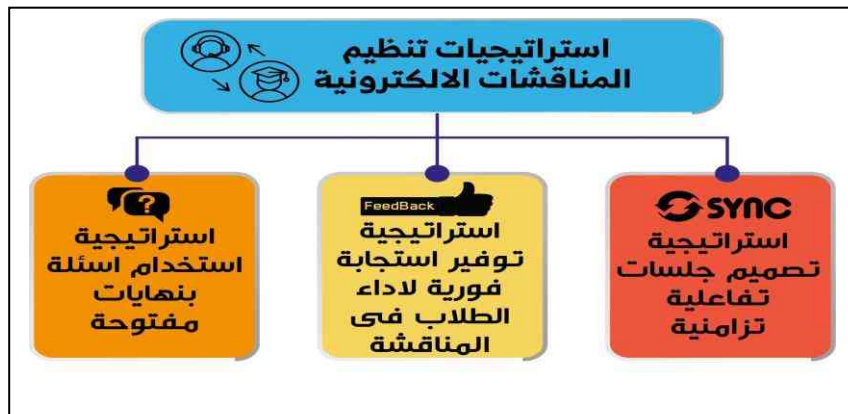 استراتيجيات تنظيم
المناقشات الالكترونية
SYNC
استراتيجية
تصميم جلسات
تفاعلية
تزامنية
FeedBack
استراتيجية
توفير استجابة
فورية لاداء
الطلاب فى
المناقشة
?
استراتيجية
استخدام اسئلة
بنهايات
مفتوحة